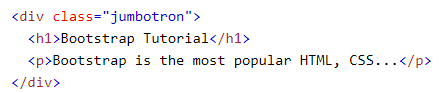 <div class="jumbotron">
  <h1>Bootstrap Tutorial</h1>
  <p>Bootstrap is the most popular HTML, CSS...</p>
</div>